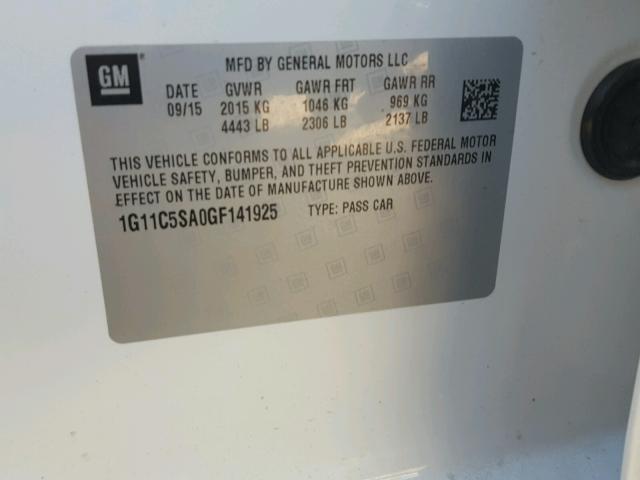 GM
MFD BY GENERAL MOTORS LLC
DATE GVWR GAWR FRT GAWR RR
09/15 2015 KG 1046 KG 969 KG
4443 LB 2306 LB 2137 LB
THIS VEHICLE CONFORMS TO ALL APPLICABLE U.S. FEDERAL MOTOR
VEHICLE SAFETY, BUMPER, AND THEFT PREVENTION STANDARDS IN
EFFECT ON THE DATE OF MANUFACTURE SHOWN ABOVE.
1G11C5SA0GF141925 TYPE: PASS CAR